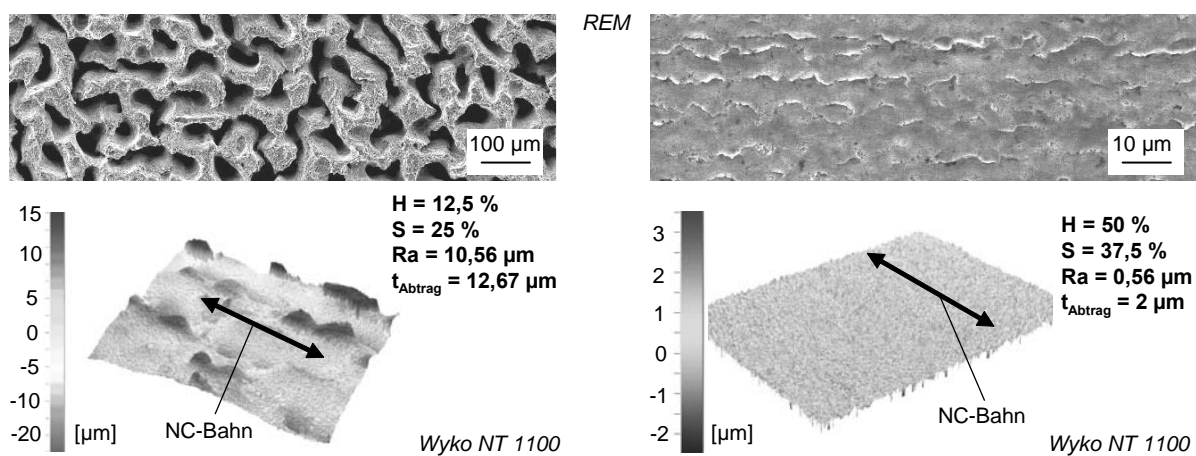 REM
100 µm
10 µm
H = 12,5 %
S = 25 %
Ra = 10,56 µm
t_Abtrag = 12,67 µm
15
10
5
0
-5
-10
-20
[µm]
NC-Bahn
Wyko NT 1100
H = 50 %
S = 37,5 %
Ra = 0,56 µm
t_Abtrag = 2 µm
3
2
1
0
-1
-2
[µm]
NC-Bahn
Wyko NT 1100